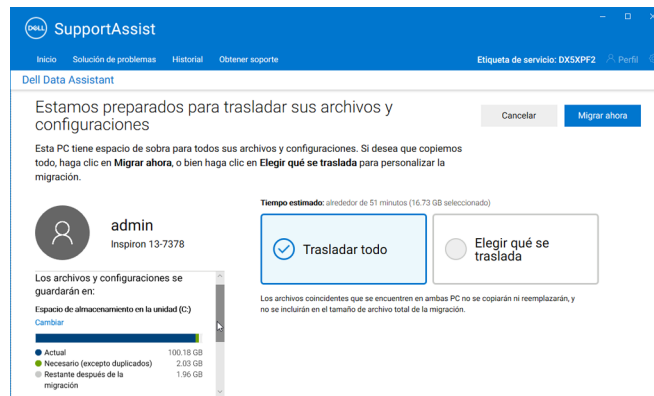 DELL SupportAssist
Inicio Solución de problemas Historial Obtener soporte Etiqueta de servicio: DX5XPF2 Perfil
Dell Data Assistant
Estamos preparados para trasladar sus archivos y
configuraciones
Cancelar Migrar ahora
Esta PC tiene espacio de sobra para todos sus archivos y configuraciones. Si desea que copiemos
todo, haga clic en Migrar ahora, o bien haga clic en Elegir qué se traslada para personalizar la
migración.
admin
Inspiron 13-7378
Los archivos y configuraciones se
guardarán en:
Espacio de almacenamiento en la unidad (C:)
Cambiar
Actual 100.18 GB
Necesario (excepto duplicados) 2.03 GB
Restante después de la 1.96 GB
migración
Tiempo estimado: alrededor de 51 minutos (16.73 GB seleccionado)
Trasladar todo
Elegir qué se
traslada
Los archivos coincidentes que se encuentren en ambas PC no se copiarán ni reemplazarán, y
no se incluirán en el tamaño de archivo total de la migración.